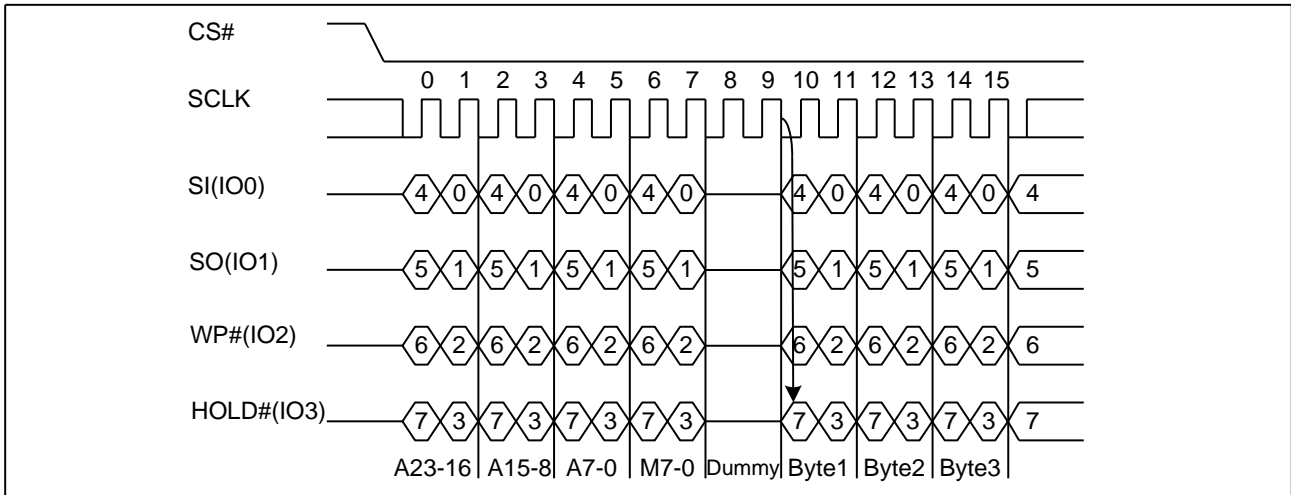 CS#
0 1 2 3 4 5 6 7 8 9 10 11 12 13 14 15
SCLK
SI(IO0) 4 0 4 0 4 0 4 0 4 0 4 0 4 0 4
SO(IO1) 5 1 5 1 5 1 5 1 5 1 5 1 5 1 5
WP#(IO2) 6 2 6 2 6 2 6 2 6 2 6 2 6 2 6
HOLD#(IO3) 7 3 7 3 7 3 7 3 7 3 7 3 7 3 7
A23-16 A15-8 A7-0 M7-0 Dummy Byte1 Byte2 Byte3